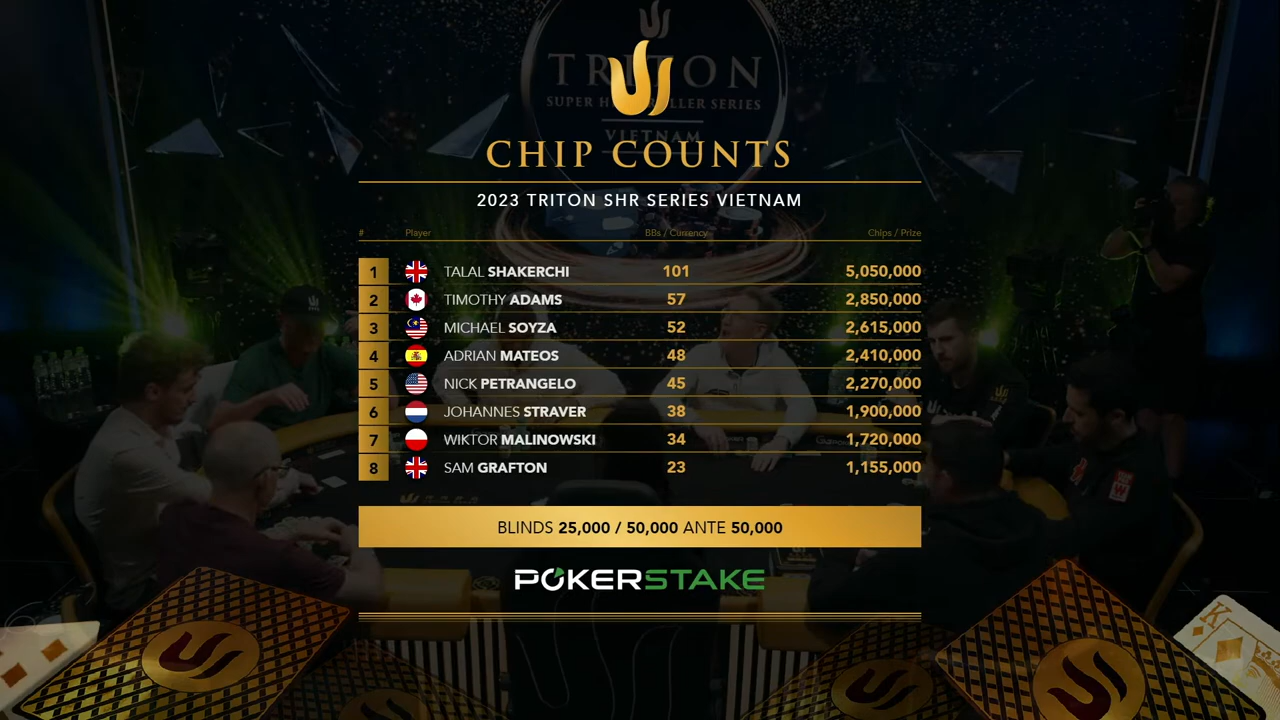 TRITON
SUPER HIGH ROLLER SERIES
VIETNAM
CHIP COUNTS
2023 TRITON SHR SERIES VIETNAM
# Player BBs / Currency Chips / Prize
1 TALAL SHAKERCHI 101 5,050,000
2 TIMOTHY ADAMS 57 2,850,000
3 MICHAEL SOYZA 52 2,615,000
4 ADRIAN MATEOS 48 2,410,000
5 NICK PETRANGELO 45 2,270,000
6 JOHANNES STRAVER 38 1,900,000
7 WIKTOR MALINOWSKI 34 1,720,000
8 SAM GRAFTON 23 1,155,000
BLINDS 25,000 / 50,000 ANTE 50,000
POKERSTAKE
K